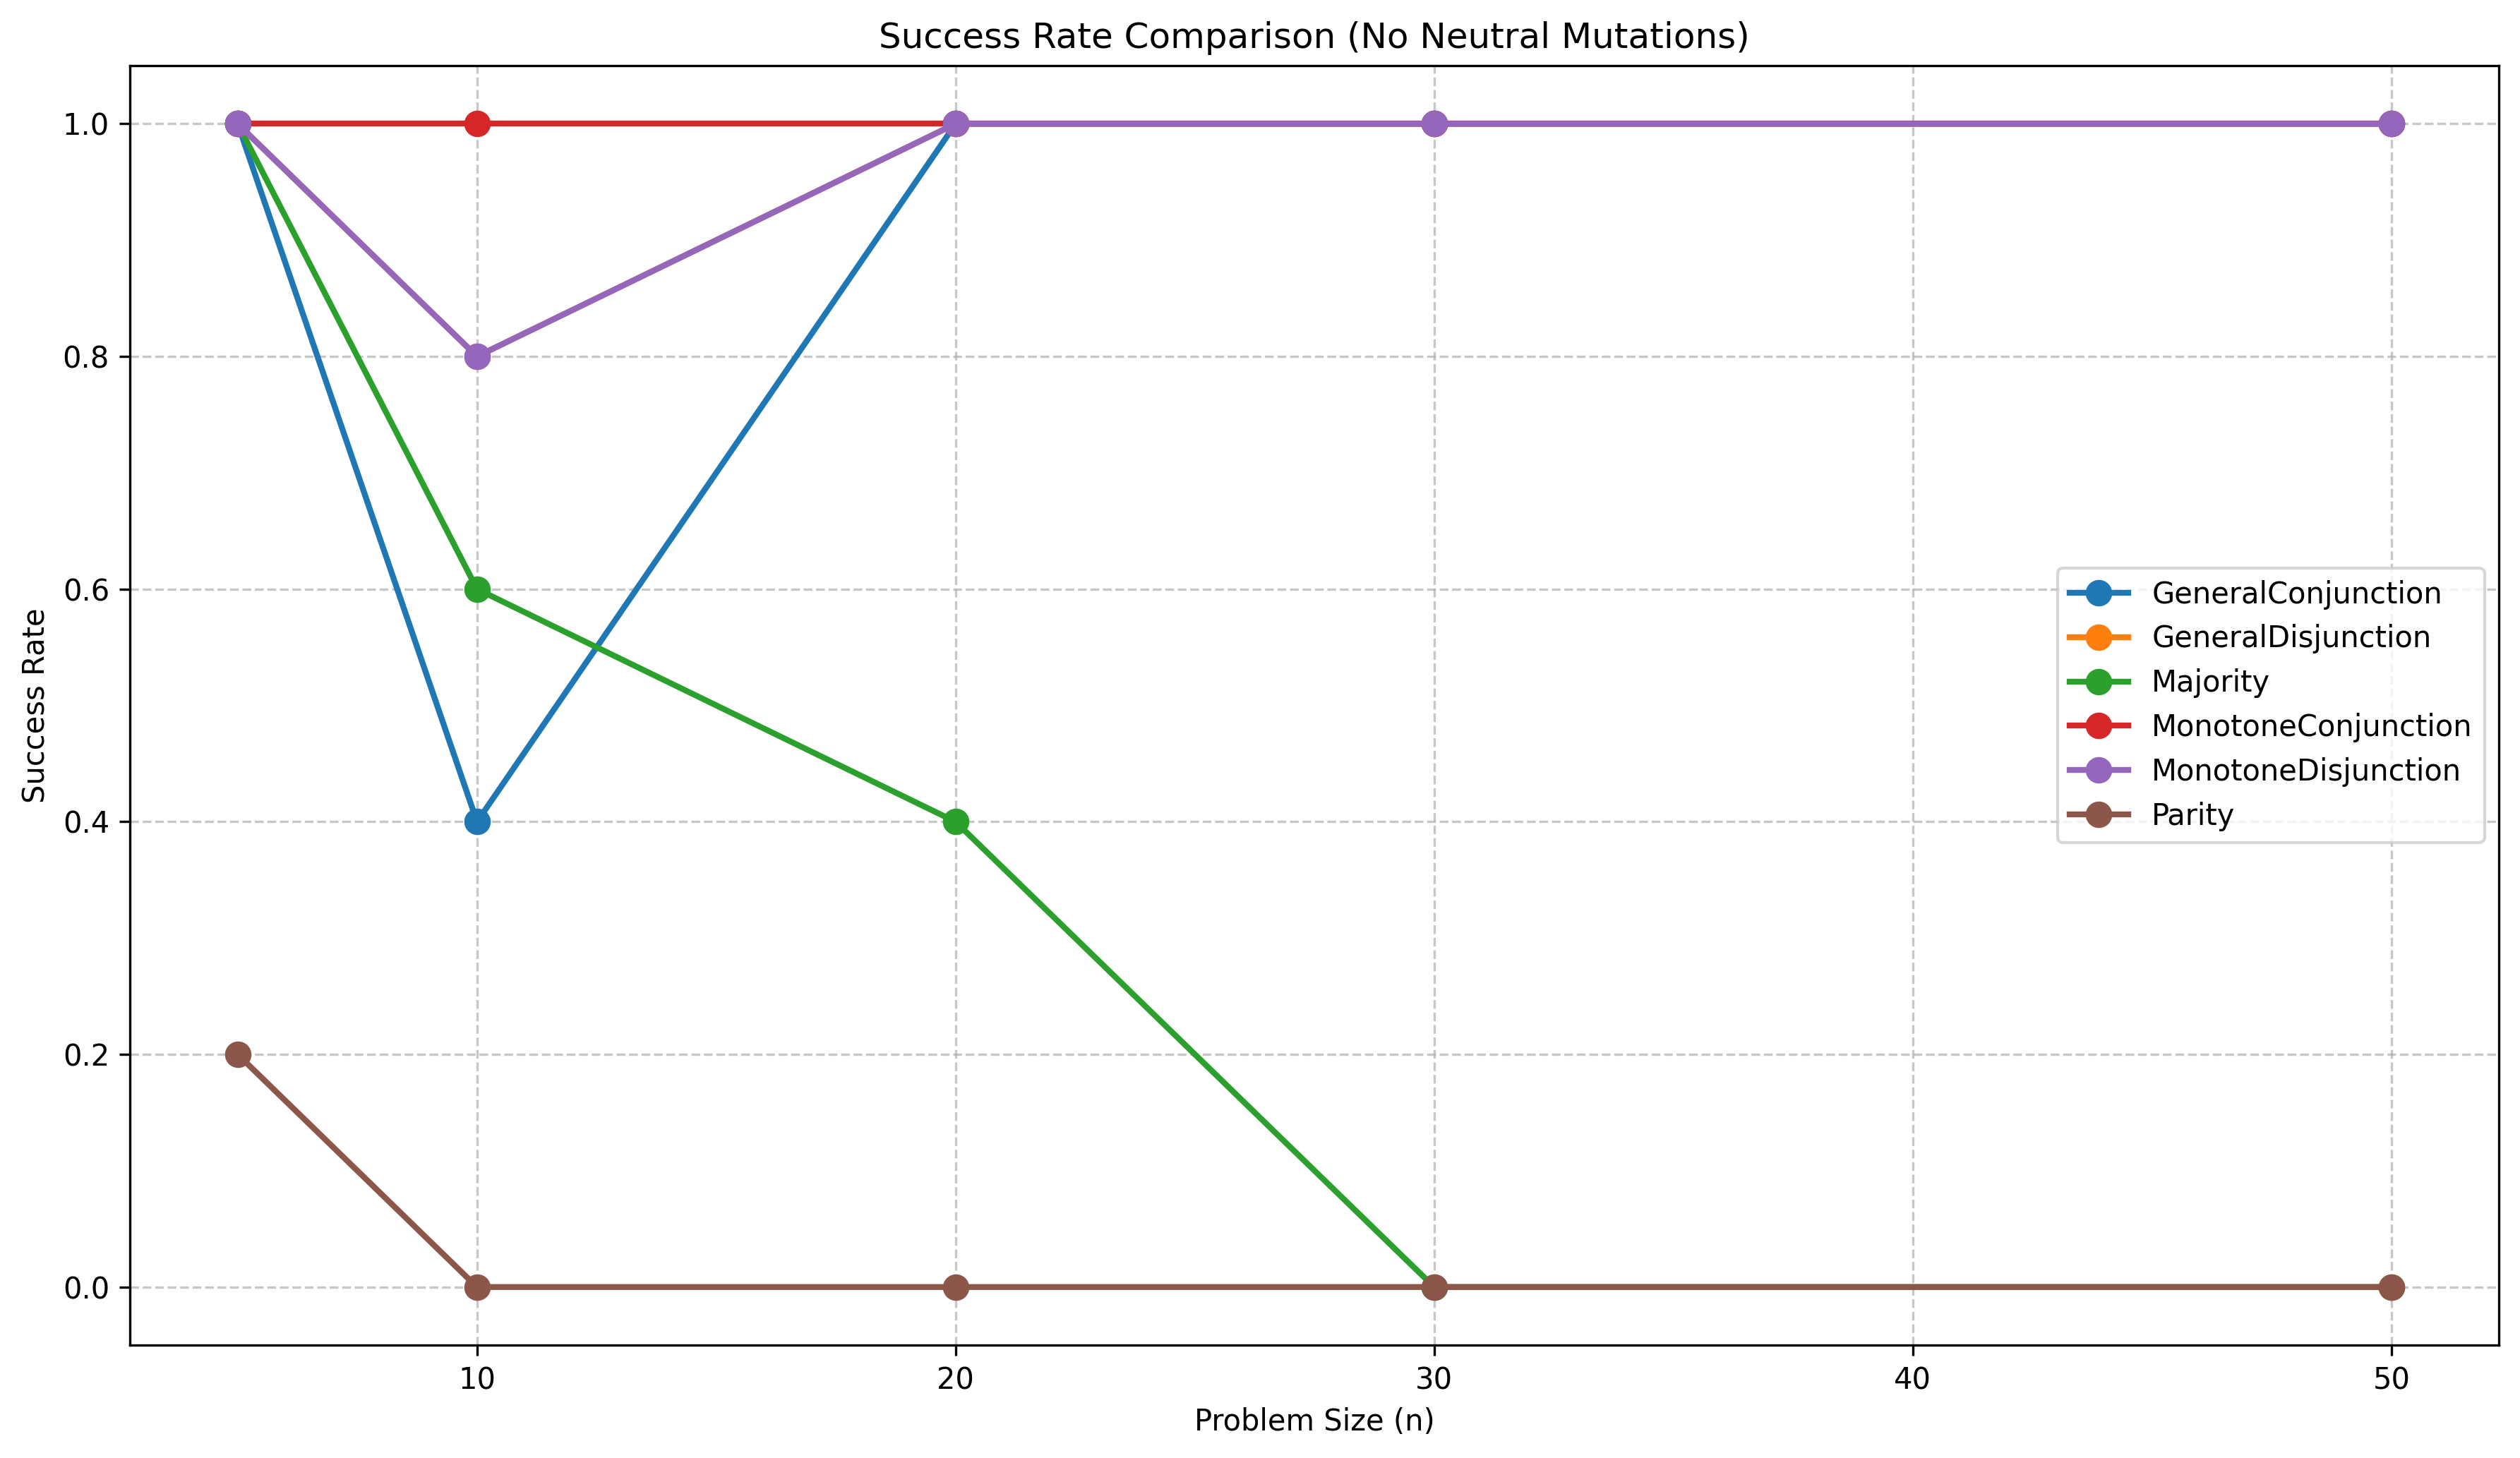 Success Rate Comparison (No Neutral Mutations)
Success Rate
1.0
0.8
0.6
0.4
0.2
0.0
GeneralConjunction
GeneralDisjunction
Majority
MonotoneConjunction
MonotoneDisjunction
Parity
10 20 30 40 50
Problem Size (n)